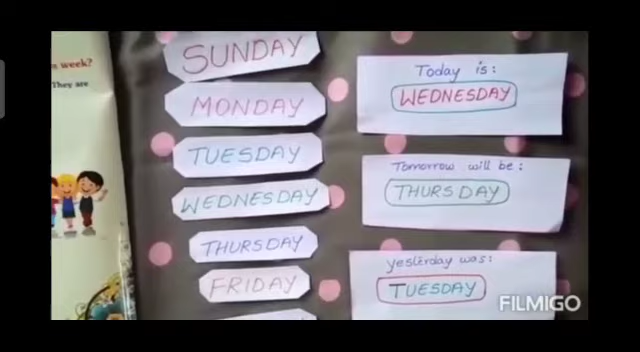 n week?
They are
SUNDAY
MONDAY
TUESDAY
WEDNESDAY
THURSDAY
FRIDAY
Today is:
WEDNESDAY
Tomorrow will be:
THURSDAY
yesterday was:
TUESDAY
FILMIGO